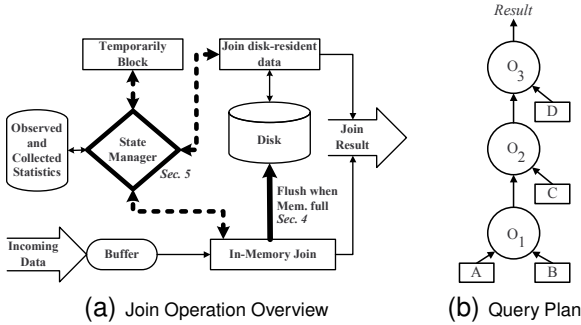 Temporarily
Block
Join disk-resident
data
Observed
and
Collected
Statistics
State
Manager
Sec. 5
Disk
Join
Result
Flush when
Mem. full
Sec. 4
Incoming
Data
Buffer
In-Memory Join
(a) Join Operation Overview
Result
O3
D
O2
C
O1
A
B
(b) Query Plan